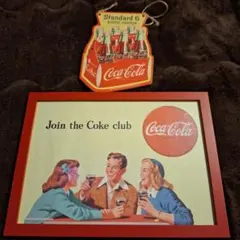 Standard 6
Coca-Cola
Join the Coke club
Coca-Cola